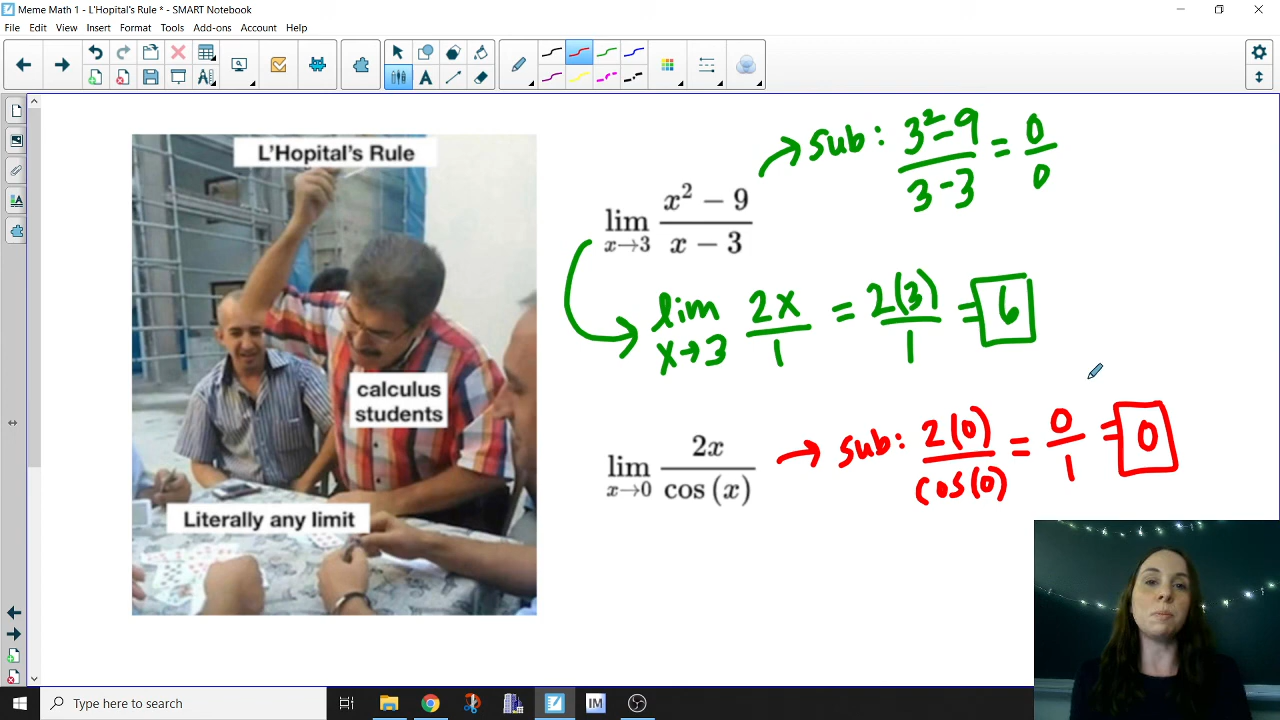 Meme Math 1 - L'Hopital's Rule * - SMART Notebook
File Edit View Insert Format Tools Add-ons Account Help
L'Hopital's Rule
calculus
students
Literally any limit
lim x→3 x² − 9 / x − 3
→ sub: 3² − 9 / 3 − 3 = 0/0
lim x→3 2x/1 = 2(3)/1 = 6
lim x→0 2x / cos (x)
→ sub: 2(0) / cos(0) = 0/1 = 0
Type here to search
IM